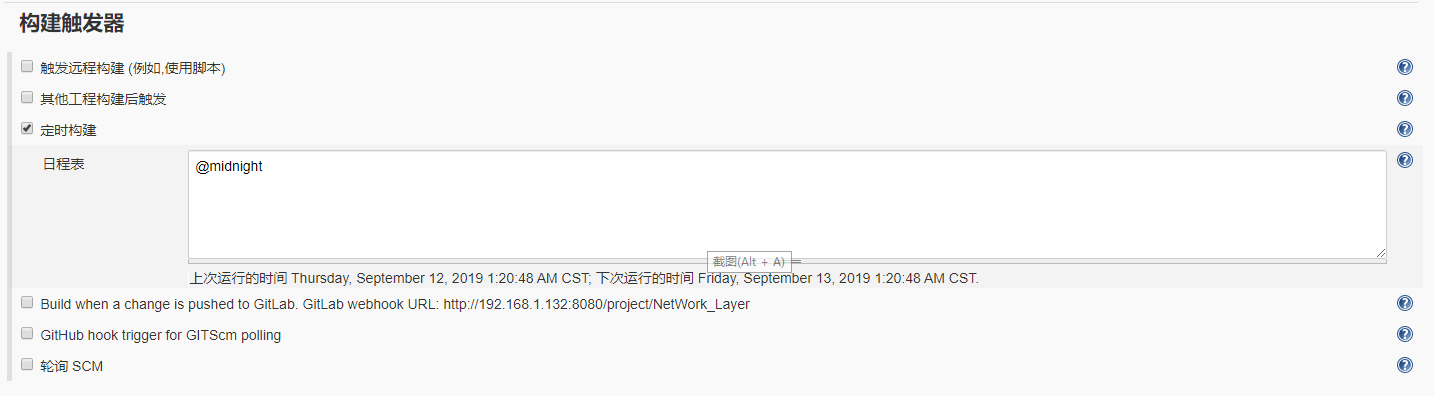 构建触发器
触发远程构建 (例如,使用脚本)
其他工程构建后触发
定时构建
日程表
@midnight
截图(Alt + A)
上次运行的时间 Thursday, September 12, 2019 1:20:48 AM CST; 下次运行的时间 Friday, September 13, 2019 1:20:48 AM CST.
Build when a change is pushed to GitLab. GitLab webhook URL: http://192.168.1.132:8080/project/NetWork_Layer
GitHub hook trigger for GITScm polling
轮询 SCM